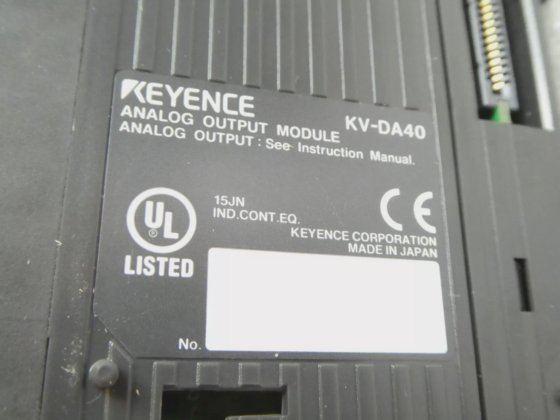 KEYENCE
ANALOG OUTPUT MODULE KV-DA40
ANALOG OUTPUT : See Instruction Manual.
UL
®
LISTED
15JN
IND.CONT.EQ.
CE
KEYENCE CORPORATION
MADE IN JAPAN
No.